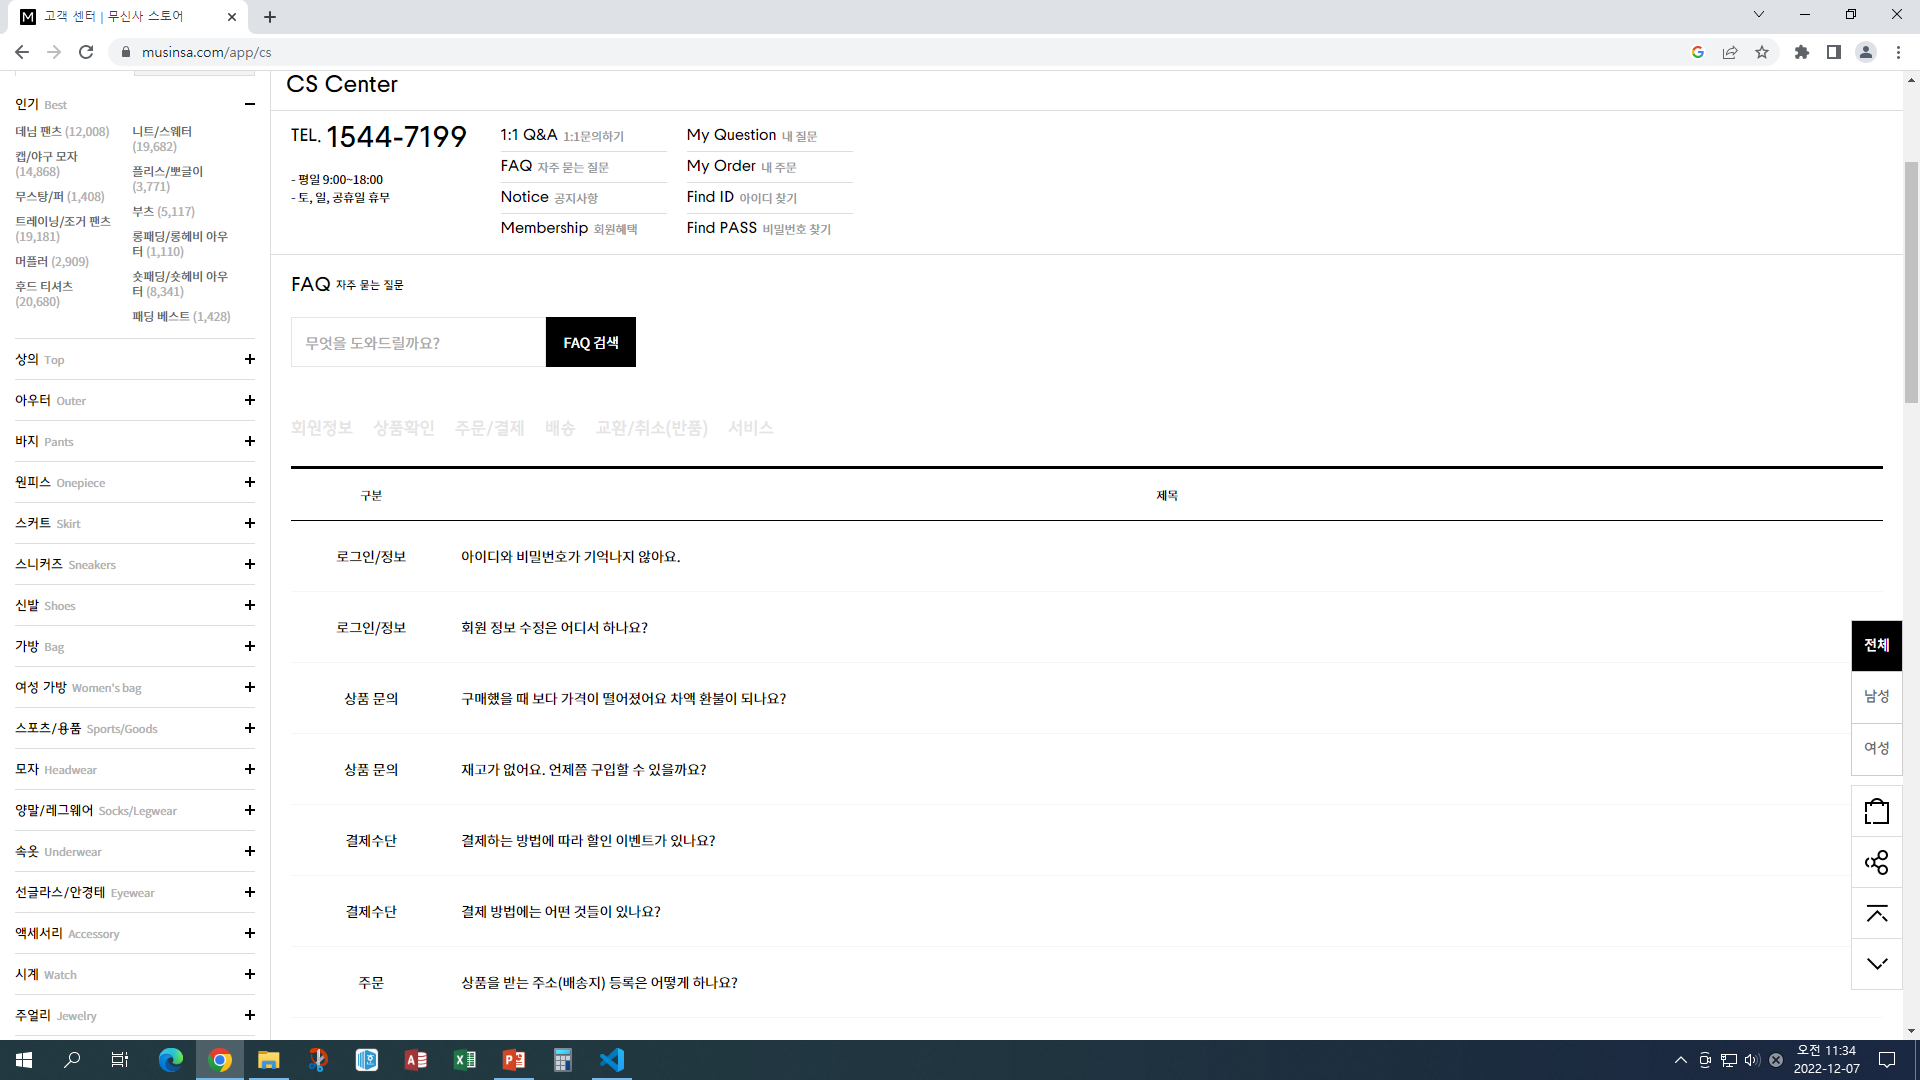 고객 센터 | 무신사 스토어
musinsa.com/app/cs
인기 Best
데님 팬츠 (12,008)
캡/야구 모자
(14,868)
무스탕/퍼 (1,408)
트레이닝/조거 팬츠
(19,181)
머플러 (2,909)
후드 티셔츠
(20,680)
니트/스웨터
(19,682)
플리스/뽀글이
(3,771)
부츠 (5,117)
롱패딩/롱헤비 아우
터 (1,110)
숏패딩/숏헤비 아우
터 (8,341)
패딩 베스트 (1,428)
상의 Top
아우터 Outer
바지 Pants
원피스 Onepiece
스커트 Skirt
스니커즈 Sneakers
신발 Shoes
가방 Bag
여성 가방 Women's bag
스포츠/용품 Sports/Goods
모자 Headwear
양말/레그웨어 Socks/Legwear
속옷 Underwear
선글라스/안경테 Eyewear
액세서리 Accessory
시계 Watch
주얼리 Jewelry
CS Center
TEL. 1544-7199
- 평일 9:00~18:00
- 토, 일, 공휴일 휴무
1:1 Q&A 1:1문의하기
FAQ 자주 묻는 질문
Notice 공지사항
Membership 회원혜택
My Question 내 질문
My Order 내 주문
Find ID 아이디 찾기
Find PASS 비밀번호 찾기
FAQ 자주 묻는 질문
무엇을 도와드릴까요?
FAQ 검색
회원정보 상품확인 주문/결제 배송 교환/취소(반품) 서비스
구분 제목
로그인/정보 아이디와 비밀번호가 기억나지 않아요.
로그인/정보 회원 정보 수정은 어디서 하나요?
상품 문의 구매했을 때 보다 가격이 떨어졌어요 차액 환불이 되나요?
상품 문의 재고가 없어요. 언제쯤 구입할 수 있을까요?
결제수단 결제하는 방법에 따라 할인 이벤트가 있나요?
결제수단 결제 방법에는 어떤 것들이 있나요?
주문 상품을 받는 주소(배송지) 등록은 어떻게 하나요?
전체
남성
여성
오전 11:34
2022-12-07